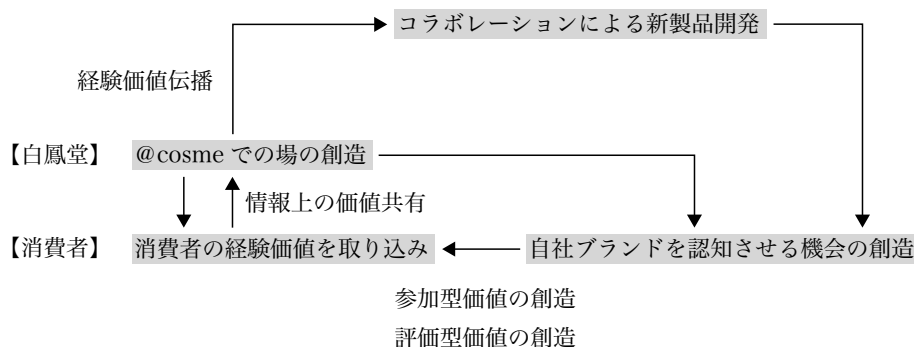 コラボレーションによる新製品開発
経験価値伝播
【白鳳堂】 @cosme での場の創造
情報上の価値共有
【消費者】 消費者の経験価値を取り込み 自社ブランドを認知させる機会の創造
参加型価値の創造
評価型価値の創造